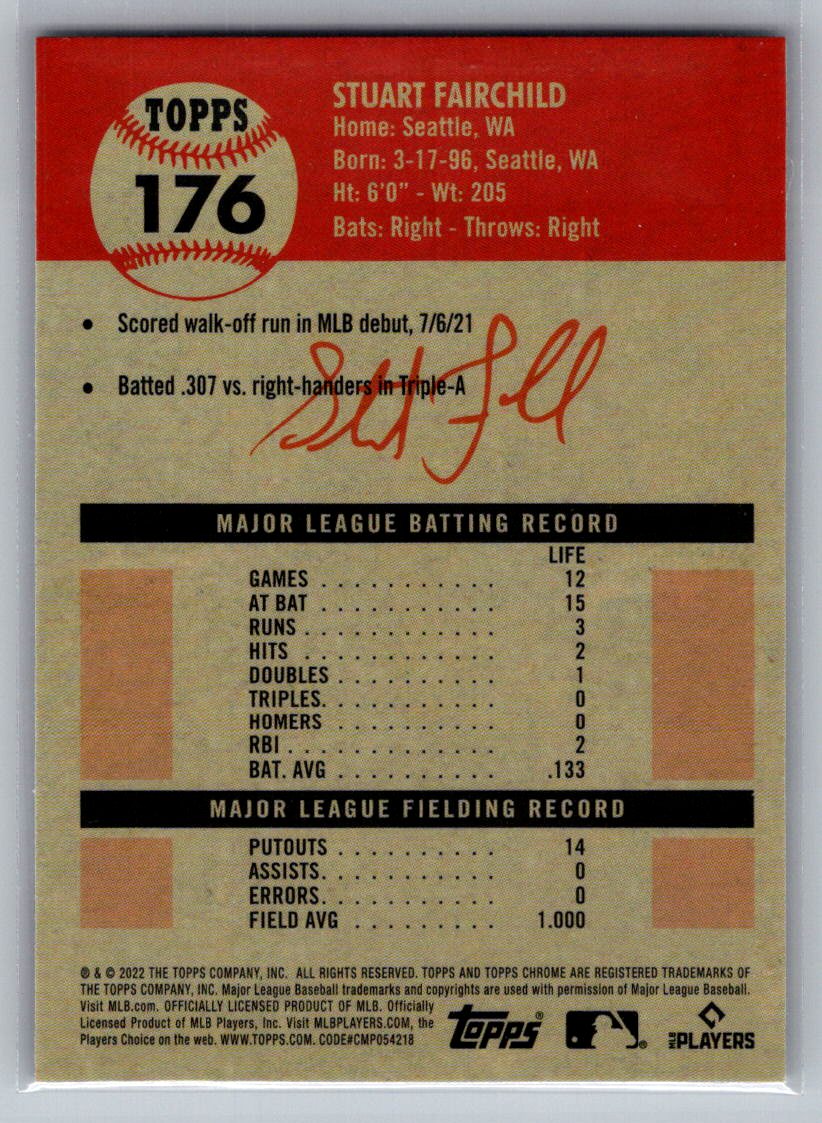 TOPPS
176
STUART FAIRCHILD
Home: Seattle, WA
Born: 3-17-96, Seattle, WA
Ht: 6'0" - Wt: 205
Bats: Right - Throws: Right
• Scored walk-off run in MLB debut, 7/6/21
• Batted .307 vs. right-handers in Triple-A
MAJOR LEAGUE BATTING RECORD
LIFE
GAMES . . . . . . . . . . . 12
AT BAT . . . . . . . . . . . 15
RUNS . . . . . . . . . . . . 3
HITS . . . . . . . . . . . . 2
DOUBLES . . . . . . . . . . 1
TRIPLES. . . . . . . . . . . 0
HOMERS . . . . . . . . . . . 0
RBI . . . . . . . . . . . . . 2
BAT. AVG . . . . . . . . . . .133
MAJOR LEAGUE FIELDING RECORD
PUTOUTS . . . . . . . . . . 14
ASSISTS. . . . . . . . . . . 0
ERRORS. . . . . . . . . . . 0
FIELD AVG . . . . . . . . . 1.000
® & © 2022 THE TOPPS COMPANY, INC. ALL RIGHTS RESERVED. TOPPS AND TOPPS CHROME ARE REGISTERED TRADEMARKS OF
THE TOPPS COMPANY, INC. Major League Baseball trademarks and copyrights are used with permission of Major League Baseball.
Visit MLB.com. OFFICIALLY LICENSED PRODUCT OF MLB. Officially
Licensed Product of MLB Players, Inc. Visit MLBPLAYERS.COM, the
Players Choice on the web. WWW.TOPPS.COM. CODE#CMP054218
Topps®
MLB PLAYERS